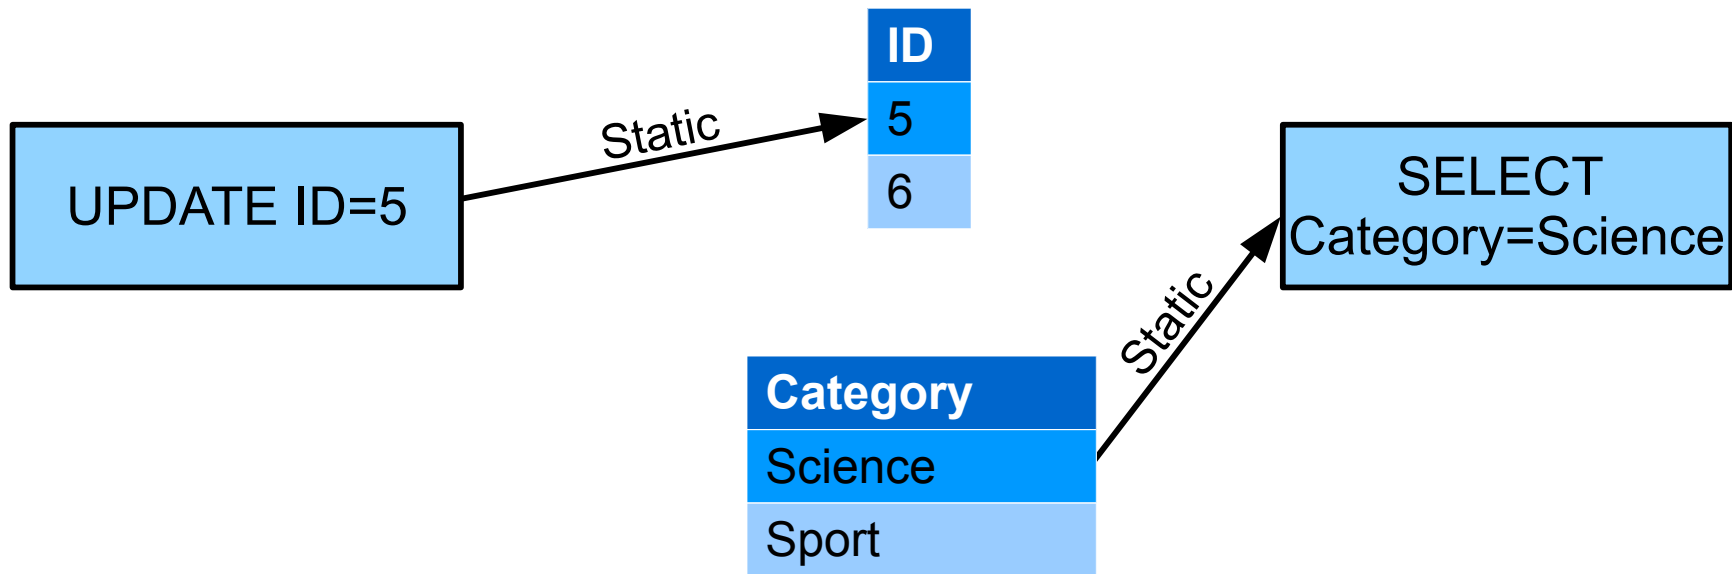 UPDATE ID=5
Static
ID
5
6
Static
SELECT
Category=Science
Category
Science
Sport